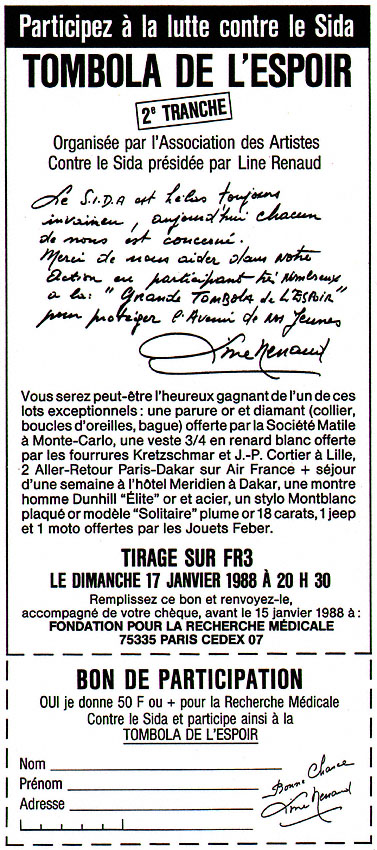 Participez à la lutte contre le Sida
TOMBOLA DE L'ESPOIR
2e TRANCHE
Organisée par l'Association des Artistes
Contre le Sida présidée par Line Renaud
Le S.I.D.A est hélas toujours
invaincu, aujourd'hui chacun
de nous est concerné.
Merci de nous aider dans notre
action en participant très nombreux
a la : "Grande TOMBOLA de L'ESPOIR"
pour protéger l'Avenir de nos Jeunes
Line Renaud
Vous serez peut-être l'heureux gagnant de l'un de ces
lots exceptionnels : une parure or et diamant (collier,
boucles d'oreilles, bague) offerte par la Société Matile
à Monte-Carlo, une veste 3/4 en renard blanc offerte
par les fourrures Kretzschmar et J.-P. Cortier à Lille,
2 Aller-Retour Paris-Dakar sur Air France + séjour
d'une semaine à l'hôtel Meridien à Dakar, une montre
homme Dunhill "Élite" or et acier, un stylo Montblanc
plaqué or modèle "Solitaire" plume or 18 carats, 1 jeep
et 1 moto offertes par les Jouets Feber.
TIRAGE SUR FR3
LE DIMANCHE 17 JANVIER 1988 À 20 H 30
Remplissez ce bon et renvoyez-le,
accompagné de votre chèque, avant le 15 janvier 1988 à :
FONDATION POUR LA RECHERCHE MÉDICALE
75335 PARIS CEDEX 07
BON DE PARTICIPATION
OUI je donne 50 F ou + pour la Recherche Médicale
Contre le Sida et participe ainsi à la
TOMBOLA DE L'ESPOIR
Nom
Prénom
Adresse
Bonne Chance
Line Renaud